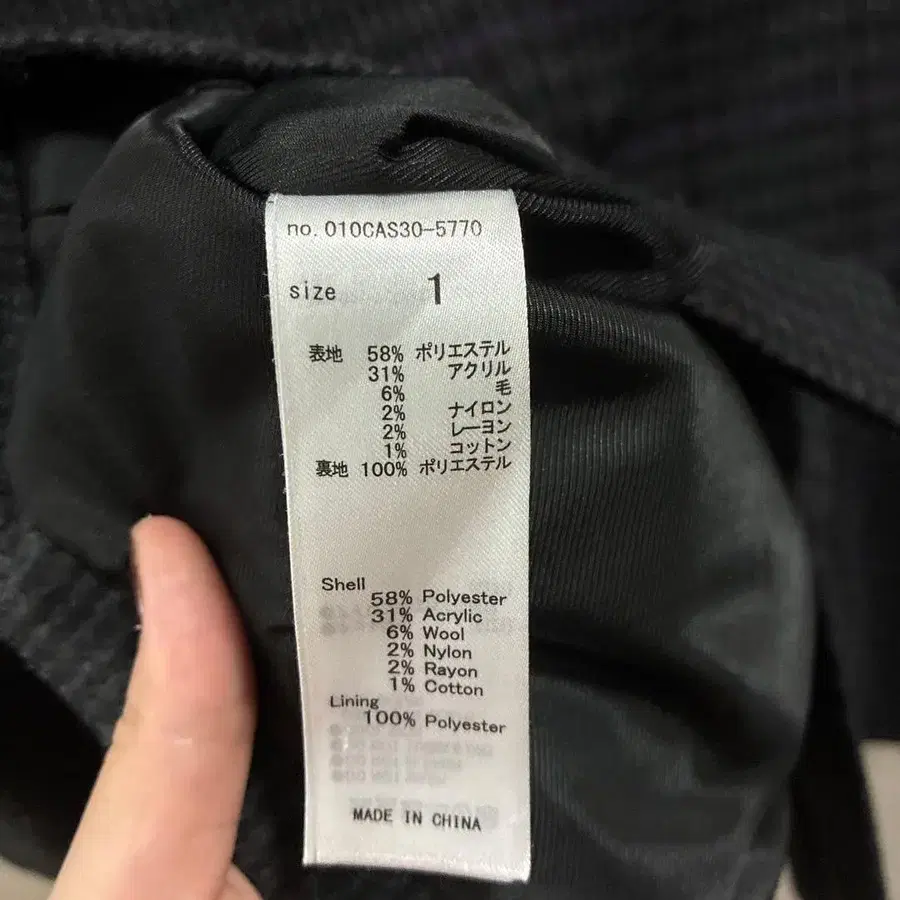 no. 010CAS30-5770
size 1
表地 58% ポリエステル
31% アクリル
6% 毛
2% ナイロン
2% レーヨン
1% コットン
裏地 100% ポリエステル
Shell
58% Polyester
31% Acrylic
6% Wool
2% Nylon
2% Rayon
1% Cotton
Lining
100% Polyester
MADE IN CHINA